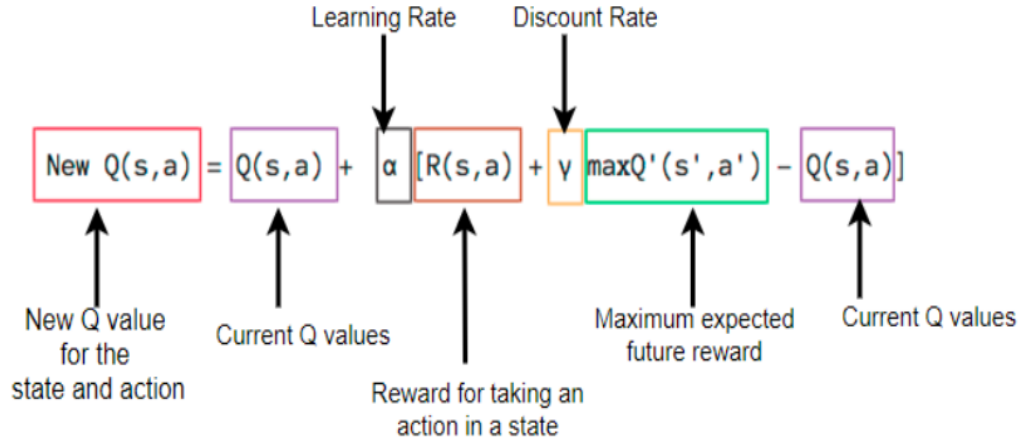 Learning Rate
Discount Rate
New Q(s,a) = Q(s,a) + α [R(s,a) + γ maxQ'(s',a') - Q(s,a)]
New Q value
for the
state and action
Current Q values
Reward for taking an
action in a state
Maximum expected
future reward
Current Q values